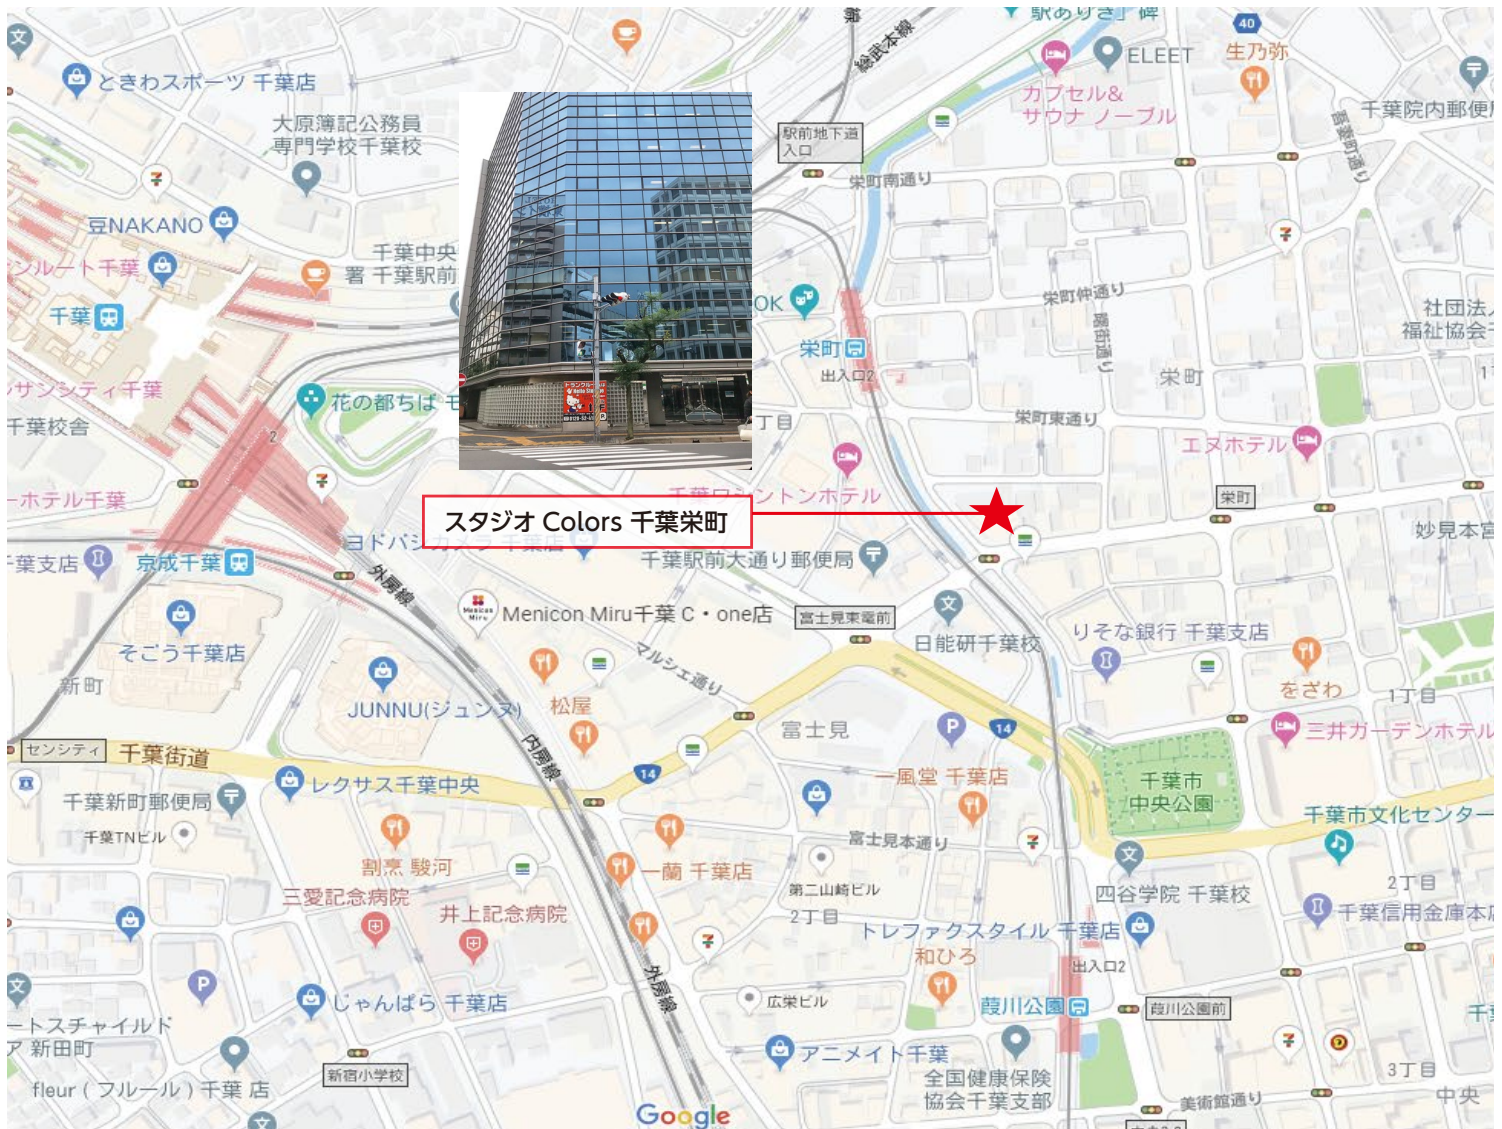 駅ありき」碑
総武本線
線
40
生乃弥
ELEET
ときわスポーツ 千葉店
カプセル&
サウナ ノーブル
千葉院内郵便局
大原簿記公務員
専門学校千葉校
駅前地下道
入口
吾妻町通り
栄町南通り
豆NAKANO
千葉中央
署 千葉駅前
ンルート千葉
千葉
OK
栄町仲通り
社団法人
福祉協会千
栄町
出入口2
ンサンシティ千葉
花の都ちば モ
千葉校舎
2
丁目
栄町
栄町東通り
エヌホテル
ーホテル千葉
千葉ワシントンホテル
栄町
スタジオ Colors 千葉栄町
妙見本宮
ヨドバシカメラ 千葉店
千葉駅前大通り郵便局
千葉支店
京成千葉
外房線
Menicon Miru
Menicon Miru千葉 C・one店
富士見東電前
日能研千葉校
りそな銀行 千葉支店
そごう千葉店
マルシェ通り
をざわ
1丁目
新町
JUNNU(ジュンヌ)
松屋
富士見
P
14
三井ガーデンホテル
センシティ
千葉街道
内房線
14
千葉市
中央公園
レクサス千葉中央
一風堂 千葉店
千葉新町郵便局
千葉市文化センター
千葉TNビル
富士見本通り
割烹 駿河
一蘭 千葉店
三愛記念病院
第二山崎ビル
2丁目
四谷学院 千葉校
2丁目
井上記念病院
千葉信用金庫本店
トレファクスタイル 千葉店
和ひろ
出入口2
P
外房線
じゃんぱら 千葉店
広栄ビル
葭川公園
葭川公園前
ートスチャイルド
ア 新田町
アニメイト千葉
fleur ( フルール ) 千葉 店
新宿小学校
全国健康保険
協会千葉支部
3丁目
中央
美術館通り
Google